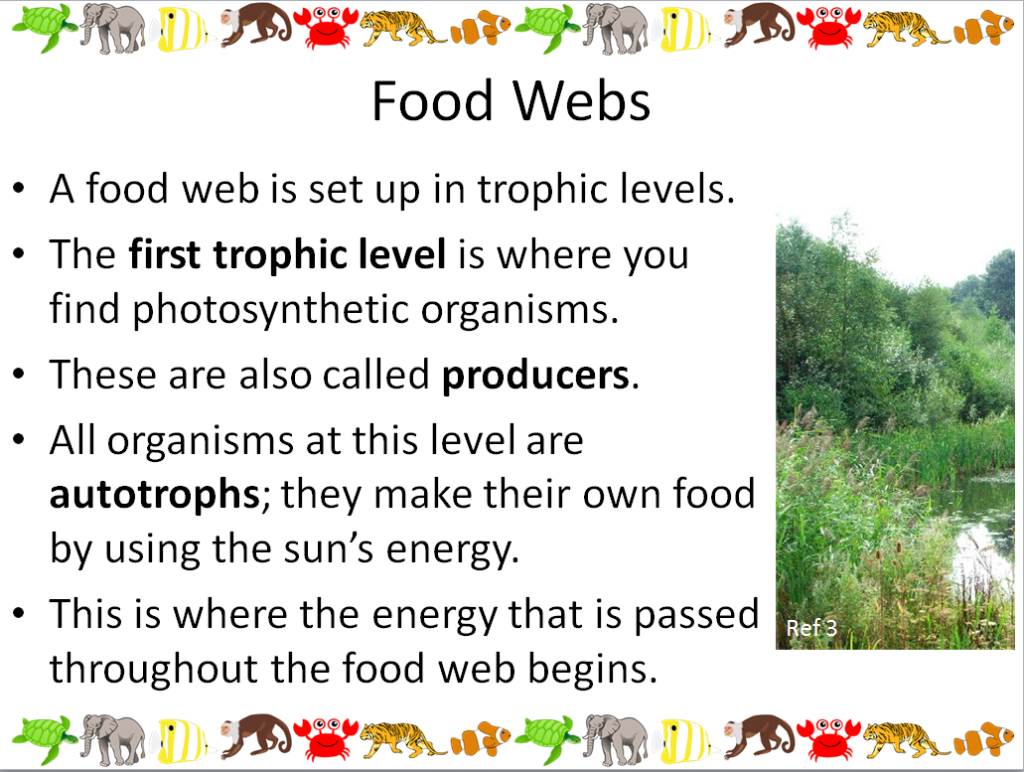 Food Webs
• A food web is set up in trophic levels.
• The first trophic level is where you
find photosynthetic organisms.
• These are also called producers.
• All organisms at this level are
autotrophs; they make their own food
by using the sun’s energy.
• This is where the energy that is passed
throughout the food web begins.
Ref 3